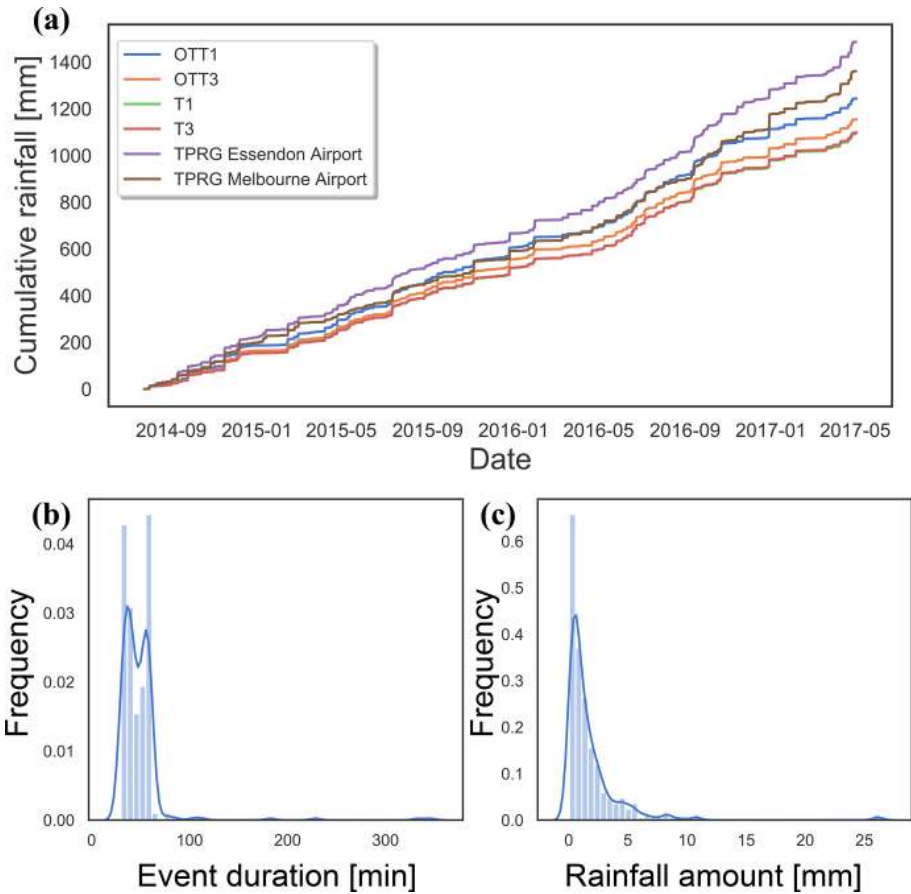 (a)
Cumulative rainfall [mm]
1400
1200
1000
800
600
400
200
0
OTT1
OTT3
T1
T3
TPRG Essendon Airport
TPRG Melbourne Airport
2014-09 2015-01 2015-05 2015-09 2016-01 2016-05 2016-09 2017-01 2017-05
Date
(b)
Frequency
0.04
0.03
0.02
0.01
0.00
0 100 200 300
Event duration [min]
(c)
Frequency
0.6
0.5
0.4
0.3
0.2
0.1
0.0
0 5 10 15 20 25
Rainfall amount [mm]